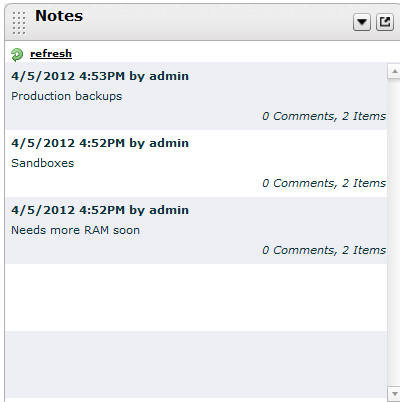 Notes
refresh
4/5/2012 4:53PM by admin
Production backups
0 Comments, 2 Items
4/5/2012 4:52PM by admin
Sandboxes
0 Comments, 2 Items
4/5/2012 4:52PM by admin
Needs more RAM soon
0 Comments, 2 Items